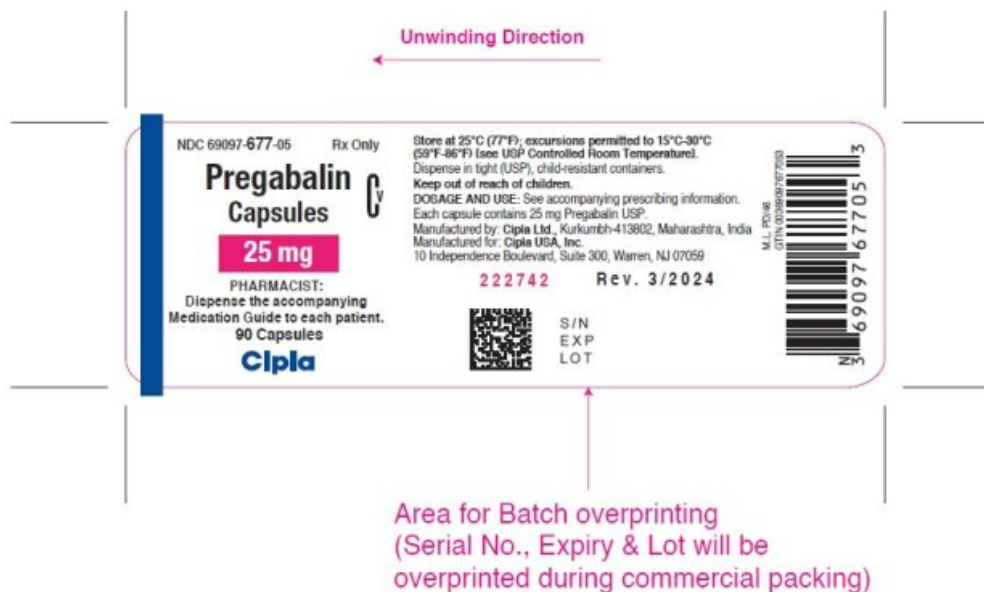 Unwinding Direction
NDC 69097-677-05 Rx Only
Pregabalin CV
Capsules
25 mg
PHARMACIST:
Dispense the accompanying
Medication Guide to each patient.
90 Capsules
Cipla
Store at 25°C (77°F); excursions permitted to 15°C-30°C
(59°F-86°F) [see USP Controlled Room Temperature].
Dispense in tight (USP), child-resistant containers.
Keep out of reach of children.
DOSAGE AND USE: See accompanying prescribing information.
Each capsule contains 25 mg Pregabalin USP.
Manufactured by: Cipla Ltd., Kurkumbh-413802, Maharashtra, India
Manufactured for: Cipla USA, Inc.
10 Independence Boulevard, Suite 300, Warren, NJ 07059
222742 Rev. 3/2024
S/N
EXP
LOT
M.L. PD/46
GTIN 00369097677053
N
3 69097 67705 3
Area for Batch overprinting
(Serial No., Expiry & Lot will be
overprinted during commercial packing)